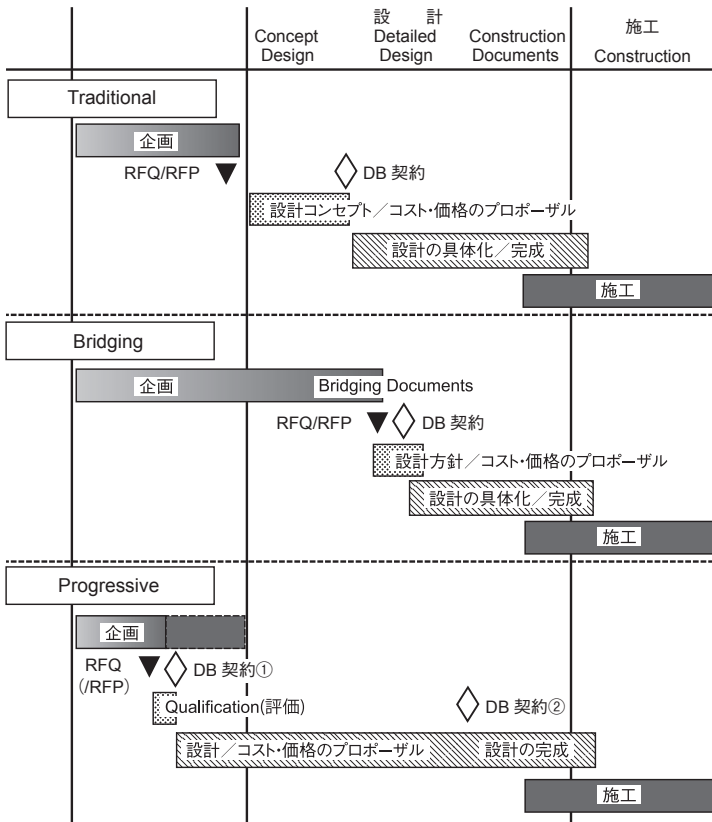 設　計
施工
Concept Design
Detailed Design
Construction Documents
Construction
Traditional
企画
RFQ/RFP
DB 契約
設計コンセプト／コスト・価格のプロポーザル
設計の具体化／完成
施工
Bridging
企画
Bridging Documents
RFQ/RFP
DB 契約
設計方針／コスト・価格のプロポーザル
設計の具体化／完成
施工
Progressive
企画
RFQ
(/RFP)
DB 契約①
Qualification(評価)
DB 契約②
設計／コスト・価格のプロポーザル
設計の完成
施工